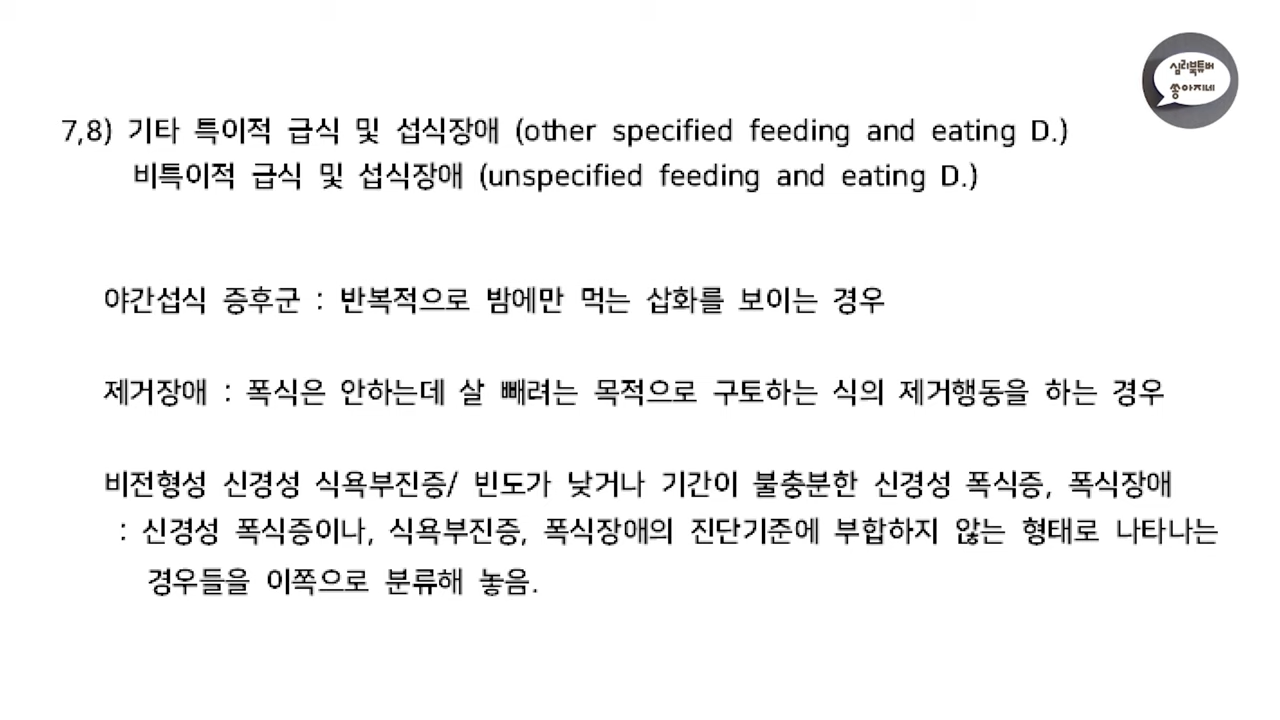 심리북튜버
쏭아지네
7,8) 기타 특이적 급식 및 섭식장애 (other specified feeding and eating D.)
비특이적 급식 및 섭식장애 (unspecified feeding and eating D.)
야간섭식 증후군 : 반복적으로 밤에만 먹는 삽화를 보이는 경우
제거장애 : 폭식은 안하는데 살 빼려는 목적으로 구토하는 식의 제거행동을 하는 경우
비전형성 신경성 식욕부진증/ 빈도가 낮거나 기간이 불충분한 신경성 폭식증, 폭식장애
: 신경성 폭식증이나, 식욕부진증, 폭식장애의 진단기준에 부합하지 않는 형태로 나타나는
경우들을 이쪽으로 분류해 놓음.